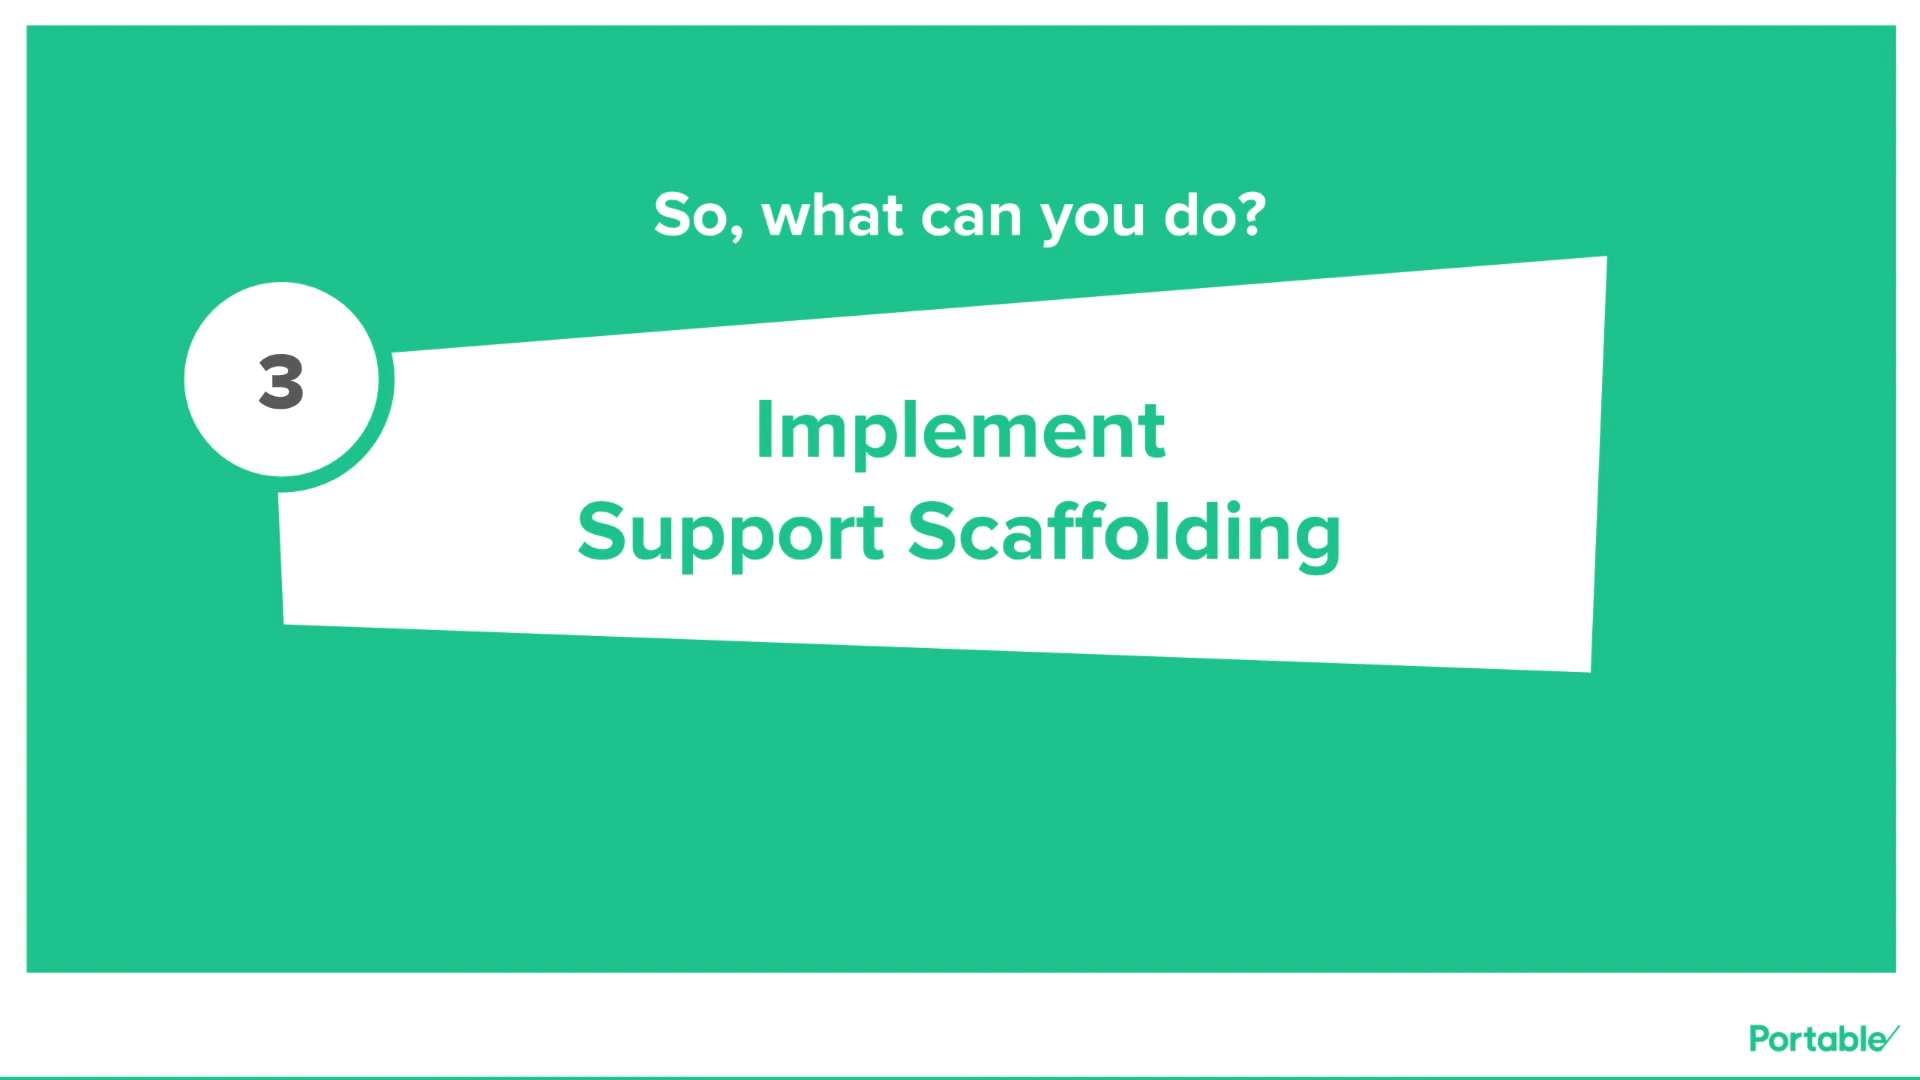 So, what can you do?
3
Implement
Support Scaffolding
Portable